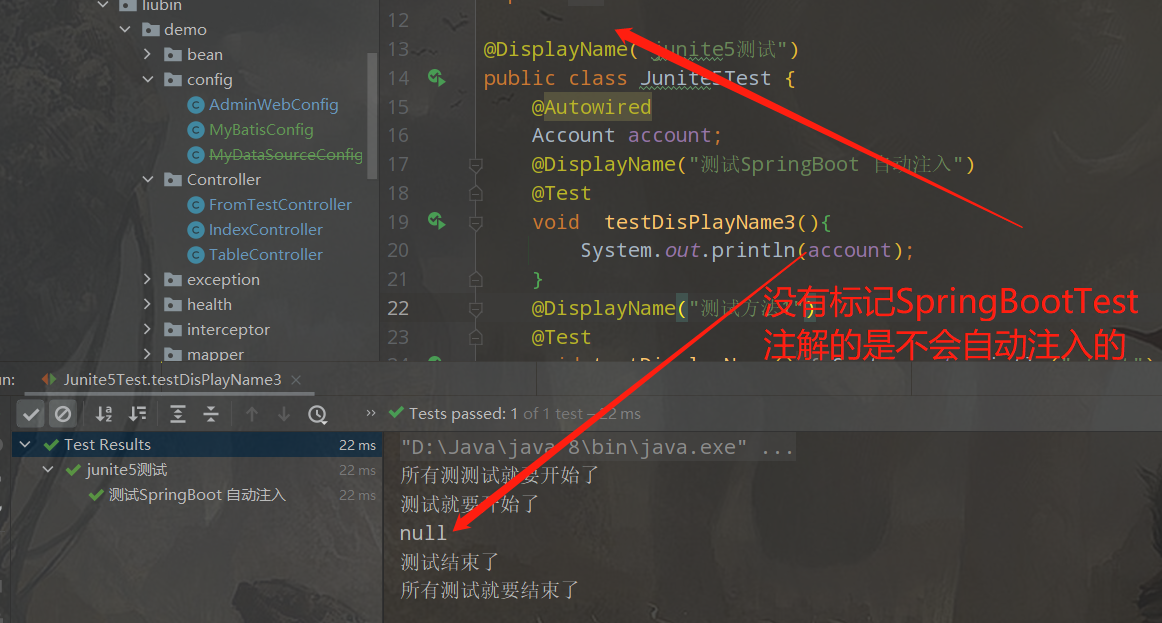 liubin
demo
bean
config
AdminWebConfig
MyBatisConfig
MyDataSourceConfig
Controller
FromTestController
IndexController
TableController
exception
health
interceptor
mapper
12
13 @DisplayName("junite5测试")
14 public class Junite5Test {
15 @Autowired
16 Account account;
17 @DisplayName("测试SpringBoot 自动注入")
18 @Test
19 void testDisPlayName3(){
20 System.out.println(account);
21 }
22 @DisplayName("测试方法1")
23 @Test
没有标记SpringBootTest
注解的是不会自动注入的
n: Junite5Test.testDisPlayName3
Tests passed: 1 of 1 test – 22 ms
Test Results 22 ms
junite5测试 22 ms
测试SpringBoot 自动注入 22 ms
"D:\Java\java 8\bin\java.exe" ...
所有测测试就要开始了
测试就要开始了
null
测试结束了
所有测试就要结束了